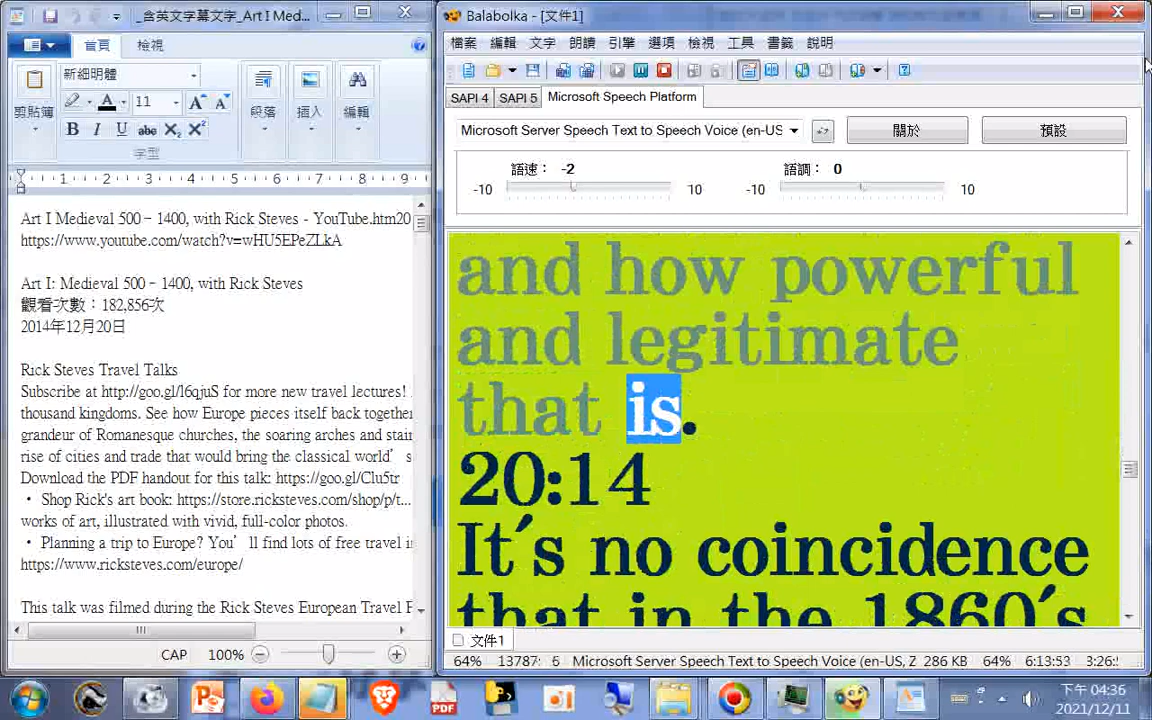 _含英文字幕文字_Art I Med...
首頁
檢視
剪貼簿
新細明體
11
B I U abc X₂ X²
字型
段落
插入
編輯
1 2 3 4 5 6 7 8 9
Art I Medieval 500–1400, with Rick Steves - YouTube.htm20
https://www.youtube.com/watch?v=wHU5EPeZLkA
Art I: Medieval 500–1400, with Rick Steves
觀看次數：182,856次
2014年12月20日
Rick Steves Travel Talks
Subscribe at http://goo.gl/l6qjuS for more new travel lectures!
thousand kingdoms. See how Europe pieces itself back together
grandeur of Romanesque churches, the soaring arches and stai
rise of cities and trade that would bring the classical world’s
Download the PDF handout for this talk: https://goo.gl/Clu5tr
• Shop Rick's art book: https://store.ricksteves.com/shop/p/t...
works of art, illustrated with vivid, full-color photos.
• Planning a trip to Europe? You’ll find lots of free travel i
https://www.ricksteves.com/europe/
This talk was filmed during the Rick Steves European Travel F
CAP 100%
Balabolka - [文件1]
檔案 編輯 文字 朗讀 引擎 選項 檢視 工具 書籤 說明
SAPI 4 SAPI 5 Microsoft Speech Platform
Microsoft Server Speech Text to Speech Voice (en-US
關於
預設
語速： -2
語調： 0
-10 10 -10 10
and how powerful
and legitimate
that is.
20:14
It's no coincidence
that in the 1860's
文件1
64% 13787: 6 Microsoft Server Speech Text to Speech Voice (en-US, Z 286 KB 64% 6:13:53 3:26:
PDF
下午 04:36
2021/12/11